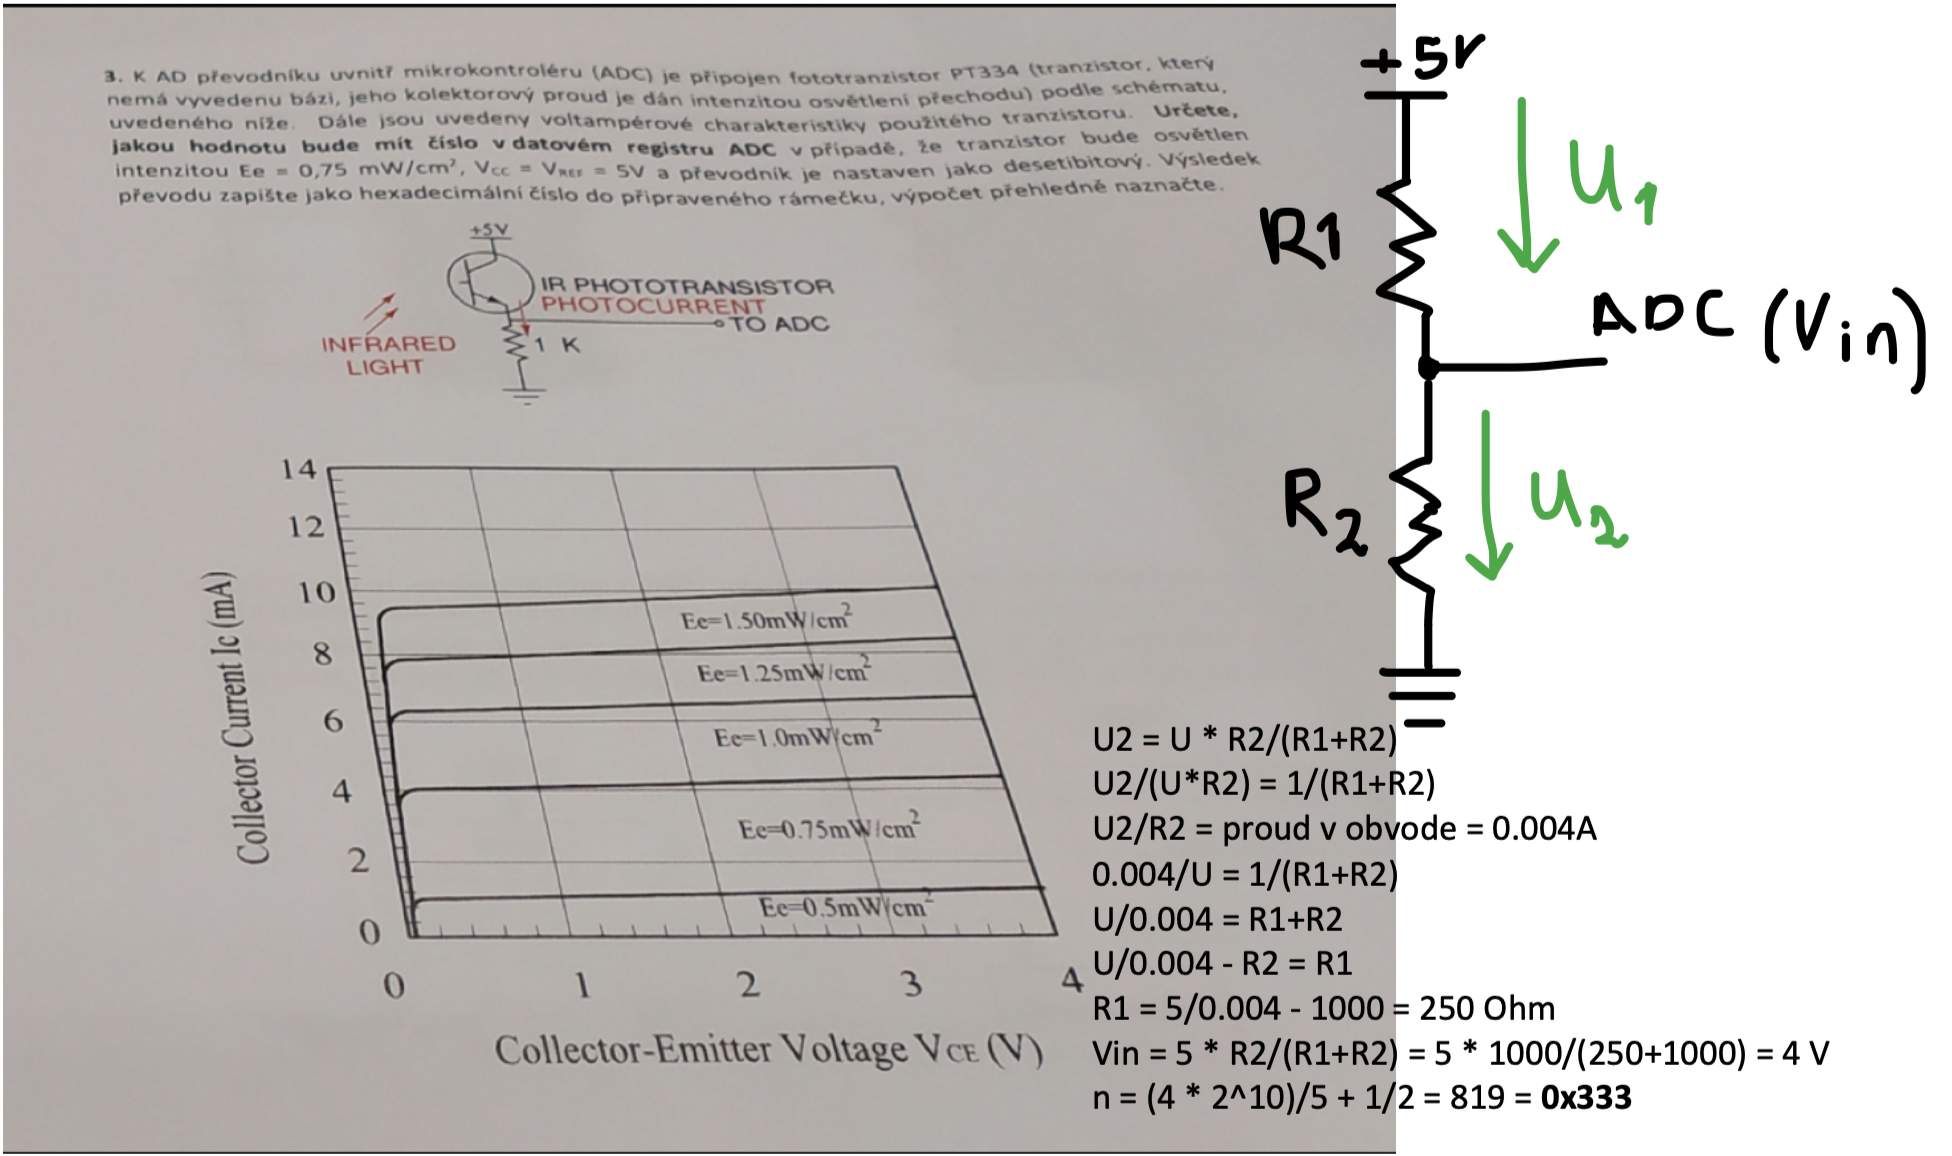 3. K AD převodníku uvnitř mikrokontroléru (ADC) je připojen fototranzistor PT334 (tranzistor, který
nemá vyvedenu bázi, jeho kolektorový proud je dán intenzitou osvětlení přechodu) podle schématu,
uvedeného níže. Dále jsou uvedeny voltampérové charakteristiky použitého tranzistoru. Určete,
jakou hodnotu bude mít číslo v datovém registru ADC v případě, že tranzistor bude osvětlen
intenzitou Ee = 0,75 mW/cm², VCC = VREF = 5V a převodník je nastaven jako desetibitový. Výsledek
převodu zapište jako hexadecimální číslo do připraveného rámečku, výpočet přehledně naznačte.
+5V
IR PHOTOTRANSISTOR
PHOTOCURRENT
TO ADC
1 K
INFRARED
LIGHT
+5V
R1
U1
ADC (Vin)
R2
U2
14
12
10
8
6
4
2
0
Collector Current Ic (mA)
Ee=1.50mW/cm²
Ee=1.25mW/cm²
Ee=1.0mW/cm²
Ee=0.75mW/cm²
Ee=0.5mW/cm²
0 1 2 3 4
Collector-Emitter Voltage VCE (V)
U2 = U * R2/(R1+R2)
U2/(U*R2) = 1/(R1+R2)
U2/R2 = proud v obvode = 0.004A
0.004/U = 1/(R1+R2)
U/0.004 = R1+R2
U/0.004 - R2 = R1
R1 = 5/0.004 - 1000 = 250 Ohm
Vin = 5 * R2/(R1+R2) = 5 * 1000/(250+1000) = 4 V
n = (4 * 2^10)/5 + 1/2 = 819 = 0x333